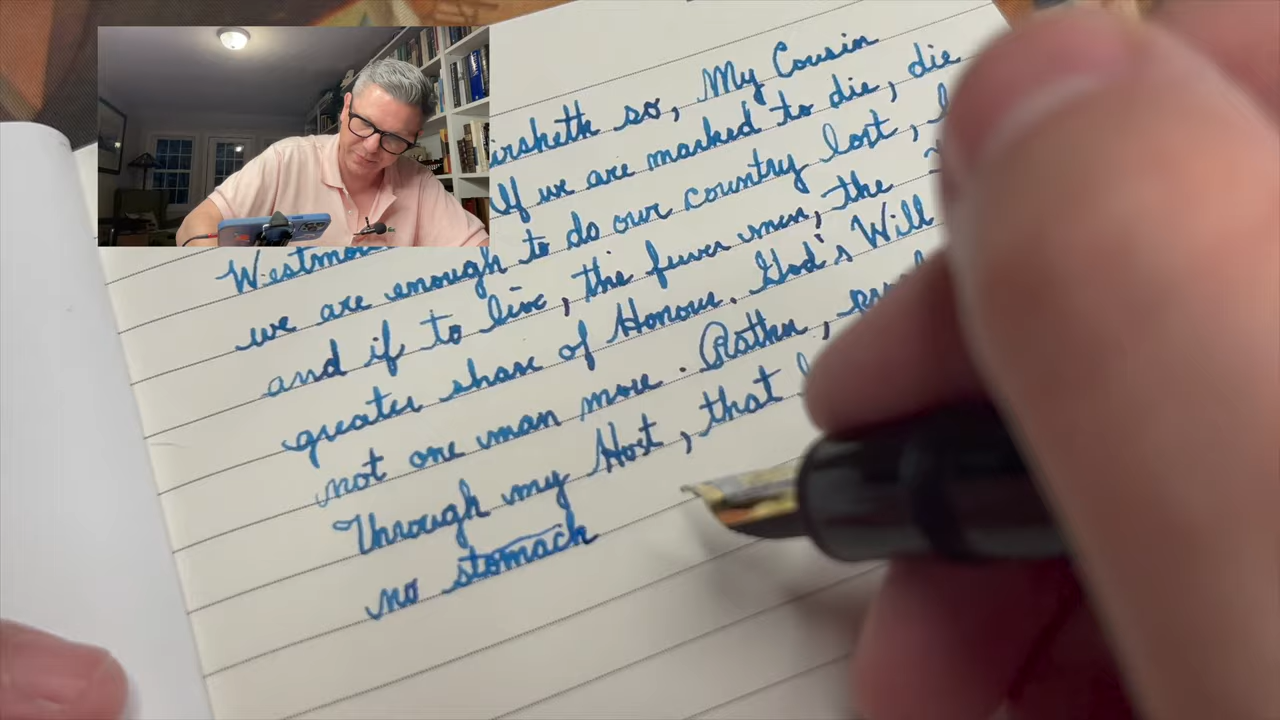 so, My Cousin
If we are marked to die, die
we are enough to do our country lost,
and if to live, the fewer men, the
greater share of Honour. God's Will
not one man more. Rather,
Through my Host, that
no stomach